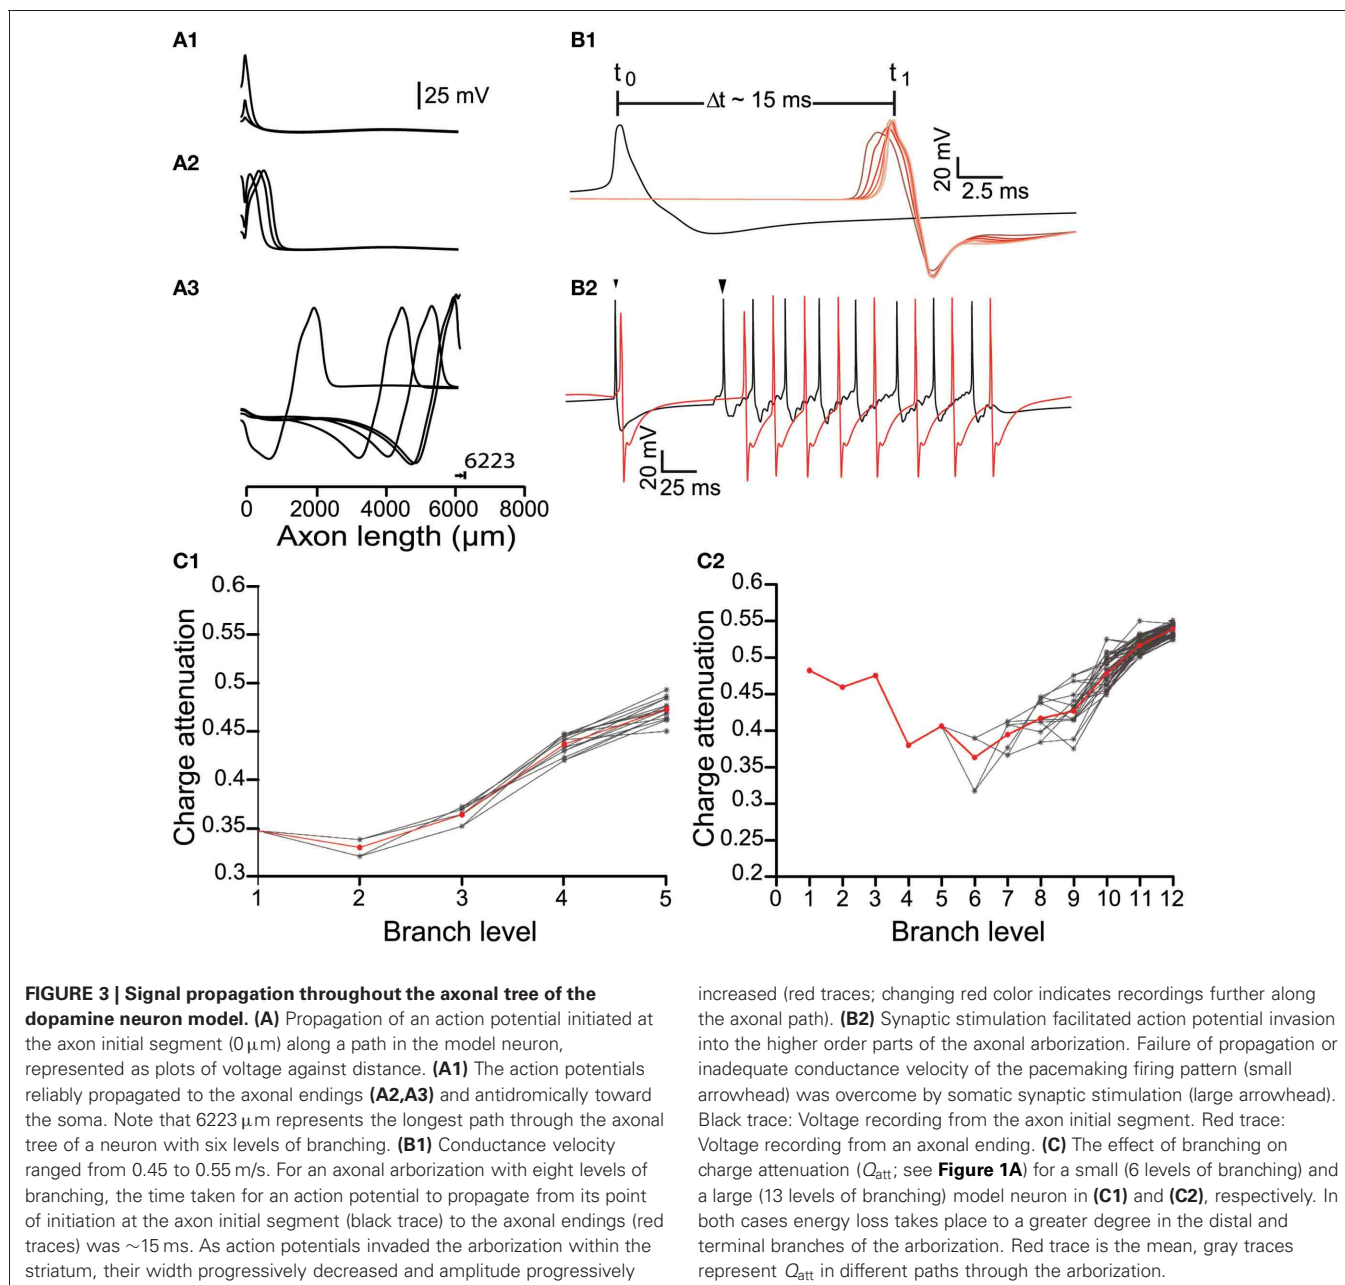 A1
25 mV
A2
A3
6223
0 2000 4000 6000 8000
Axon length (µm)
B1
t0
t1
Δt ~ 15 ms
20 mV
2.5 ms
B2
20 mV
25 ms
C1
0.6
0.55
0.5
0.45
0.4
0.35
0.3
Charge attenuation
1 2 3 4 5
Branch level
C2
0.6
0.55
0.5
0.45
0.4
0.35
0.3
0.25
0.2
Charge attenuation
0 1 2 3 4 5 6 7 8 9 10 11 12
Branch level
FIGURE 3 | Signal propagation throughout the axonal tree of the
dopamine neuron model. (A) Propagation of an action potential initiated at
the axon initial segment (0 µm) along a path in the model neuron,
represented as plots of voltage against distance. (A1) The action potentials
reliably propagated to the axonal endings (A2,A3) and antidromically toward
the soma. Note that 6223 µm represents the longest path through the axonal
tree of a neuron with six levels of branching. (B1) Conductance velocity
ranged from 0.45 to 0.55 m/s. For an axonal arborization with eight levels of
branching, the time taken for an action potential to propagate from its point
of initiation at the axon initial segment (black trace) to the axonal endings (red
traces) was ∼15 ms. As action potentials invaded the arborization within the
striatum, their width progressively decreased and amplitude progressively
increased (red traces; changing red color indicates recordings further along
the axonal path). (B2) Synaptic stimulation facilitated action potential invasion
into the higher order parts of the axonal arborization. Failure of propagation or
inadequate conductance velocity of the pacemaking firing pattern (small
arrowhead) was overcome by somatic synaptic stimulation (large arrowhead).
Black trace: Voltage recording from the axon initial segment. Red trace:
Voltage recording from an axonal ending. (C) The effect of branching on
charge attenuation (Qatt; see Figure 1A) for a small (6 levels of branching) and
a large (13 levels of branching) model neuron in (C1) and (C2), respectively. In
both cases energy loss takes place to a greater degree in the distal and
terminal branches of the arborization. Red trace is the mean, gray traces
represent Qatt in different paths through the arborization.